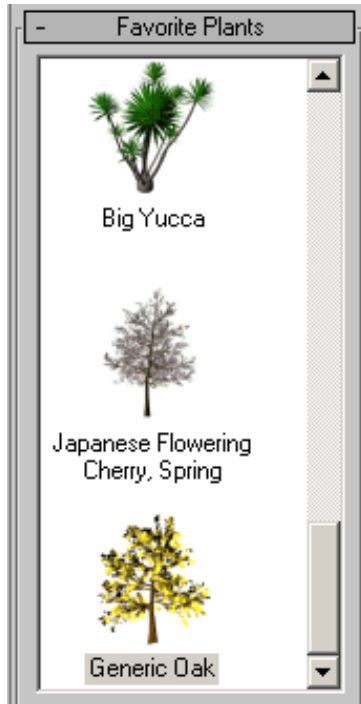 - Favorite Plants
Big Yucca
Japanese Flowering
Cherry, Spring
Generic Oak